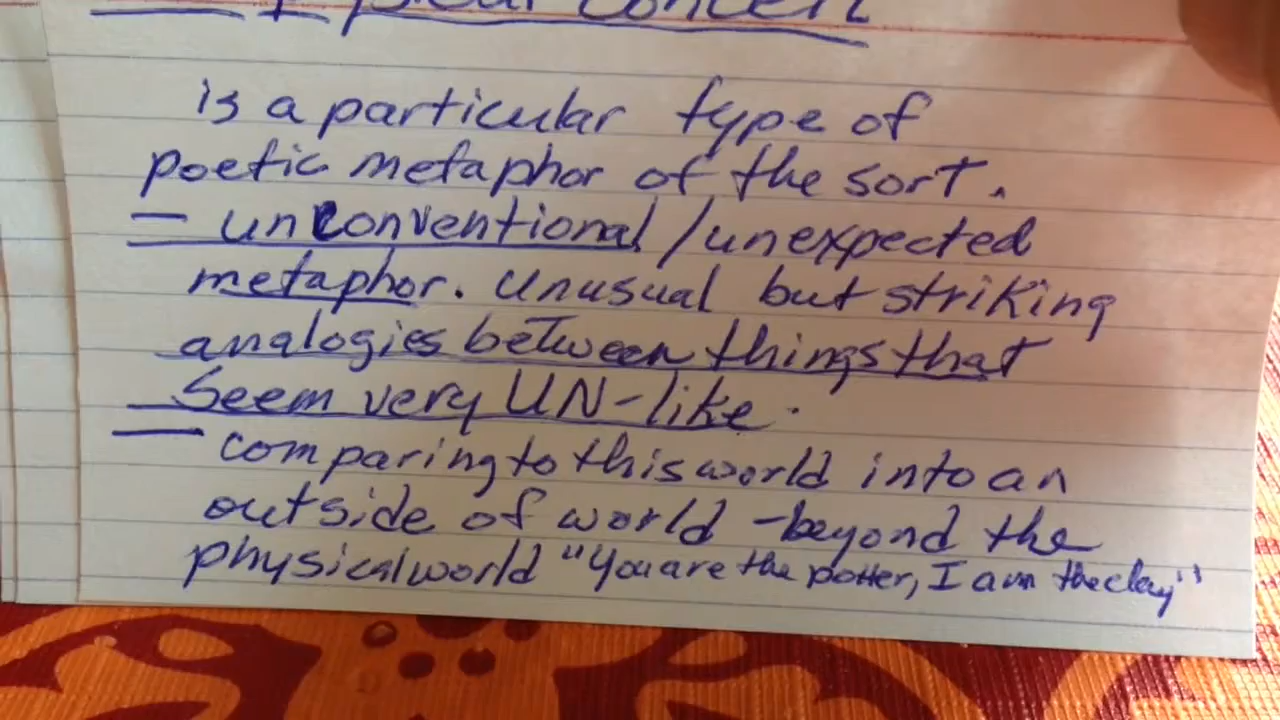 is a particular type of
poetic metaphor of the sort.
— unconventional / unexpected
metaphor. Unusual but striking
analogies between things that
Seem very UN-like.
— comparing to this world into an
outside of world - beyond the
physical world "You are the potter, I am the clay"